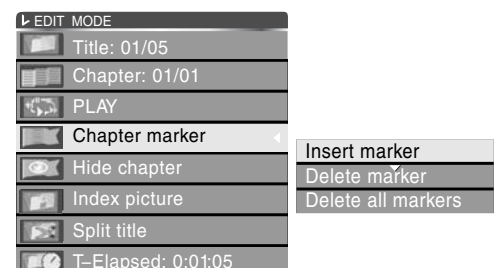 EDIT MODE
Title: 01/05
Chapter: 01/01
PLAY
Chapter marker
Hide chapter
Index picture
Split title
T–Elapsed: 0:01:05
Insert marker
Delete marker
Delete all markers